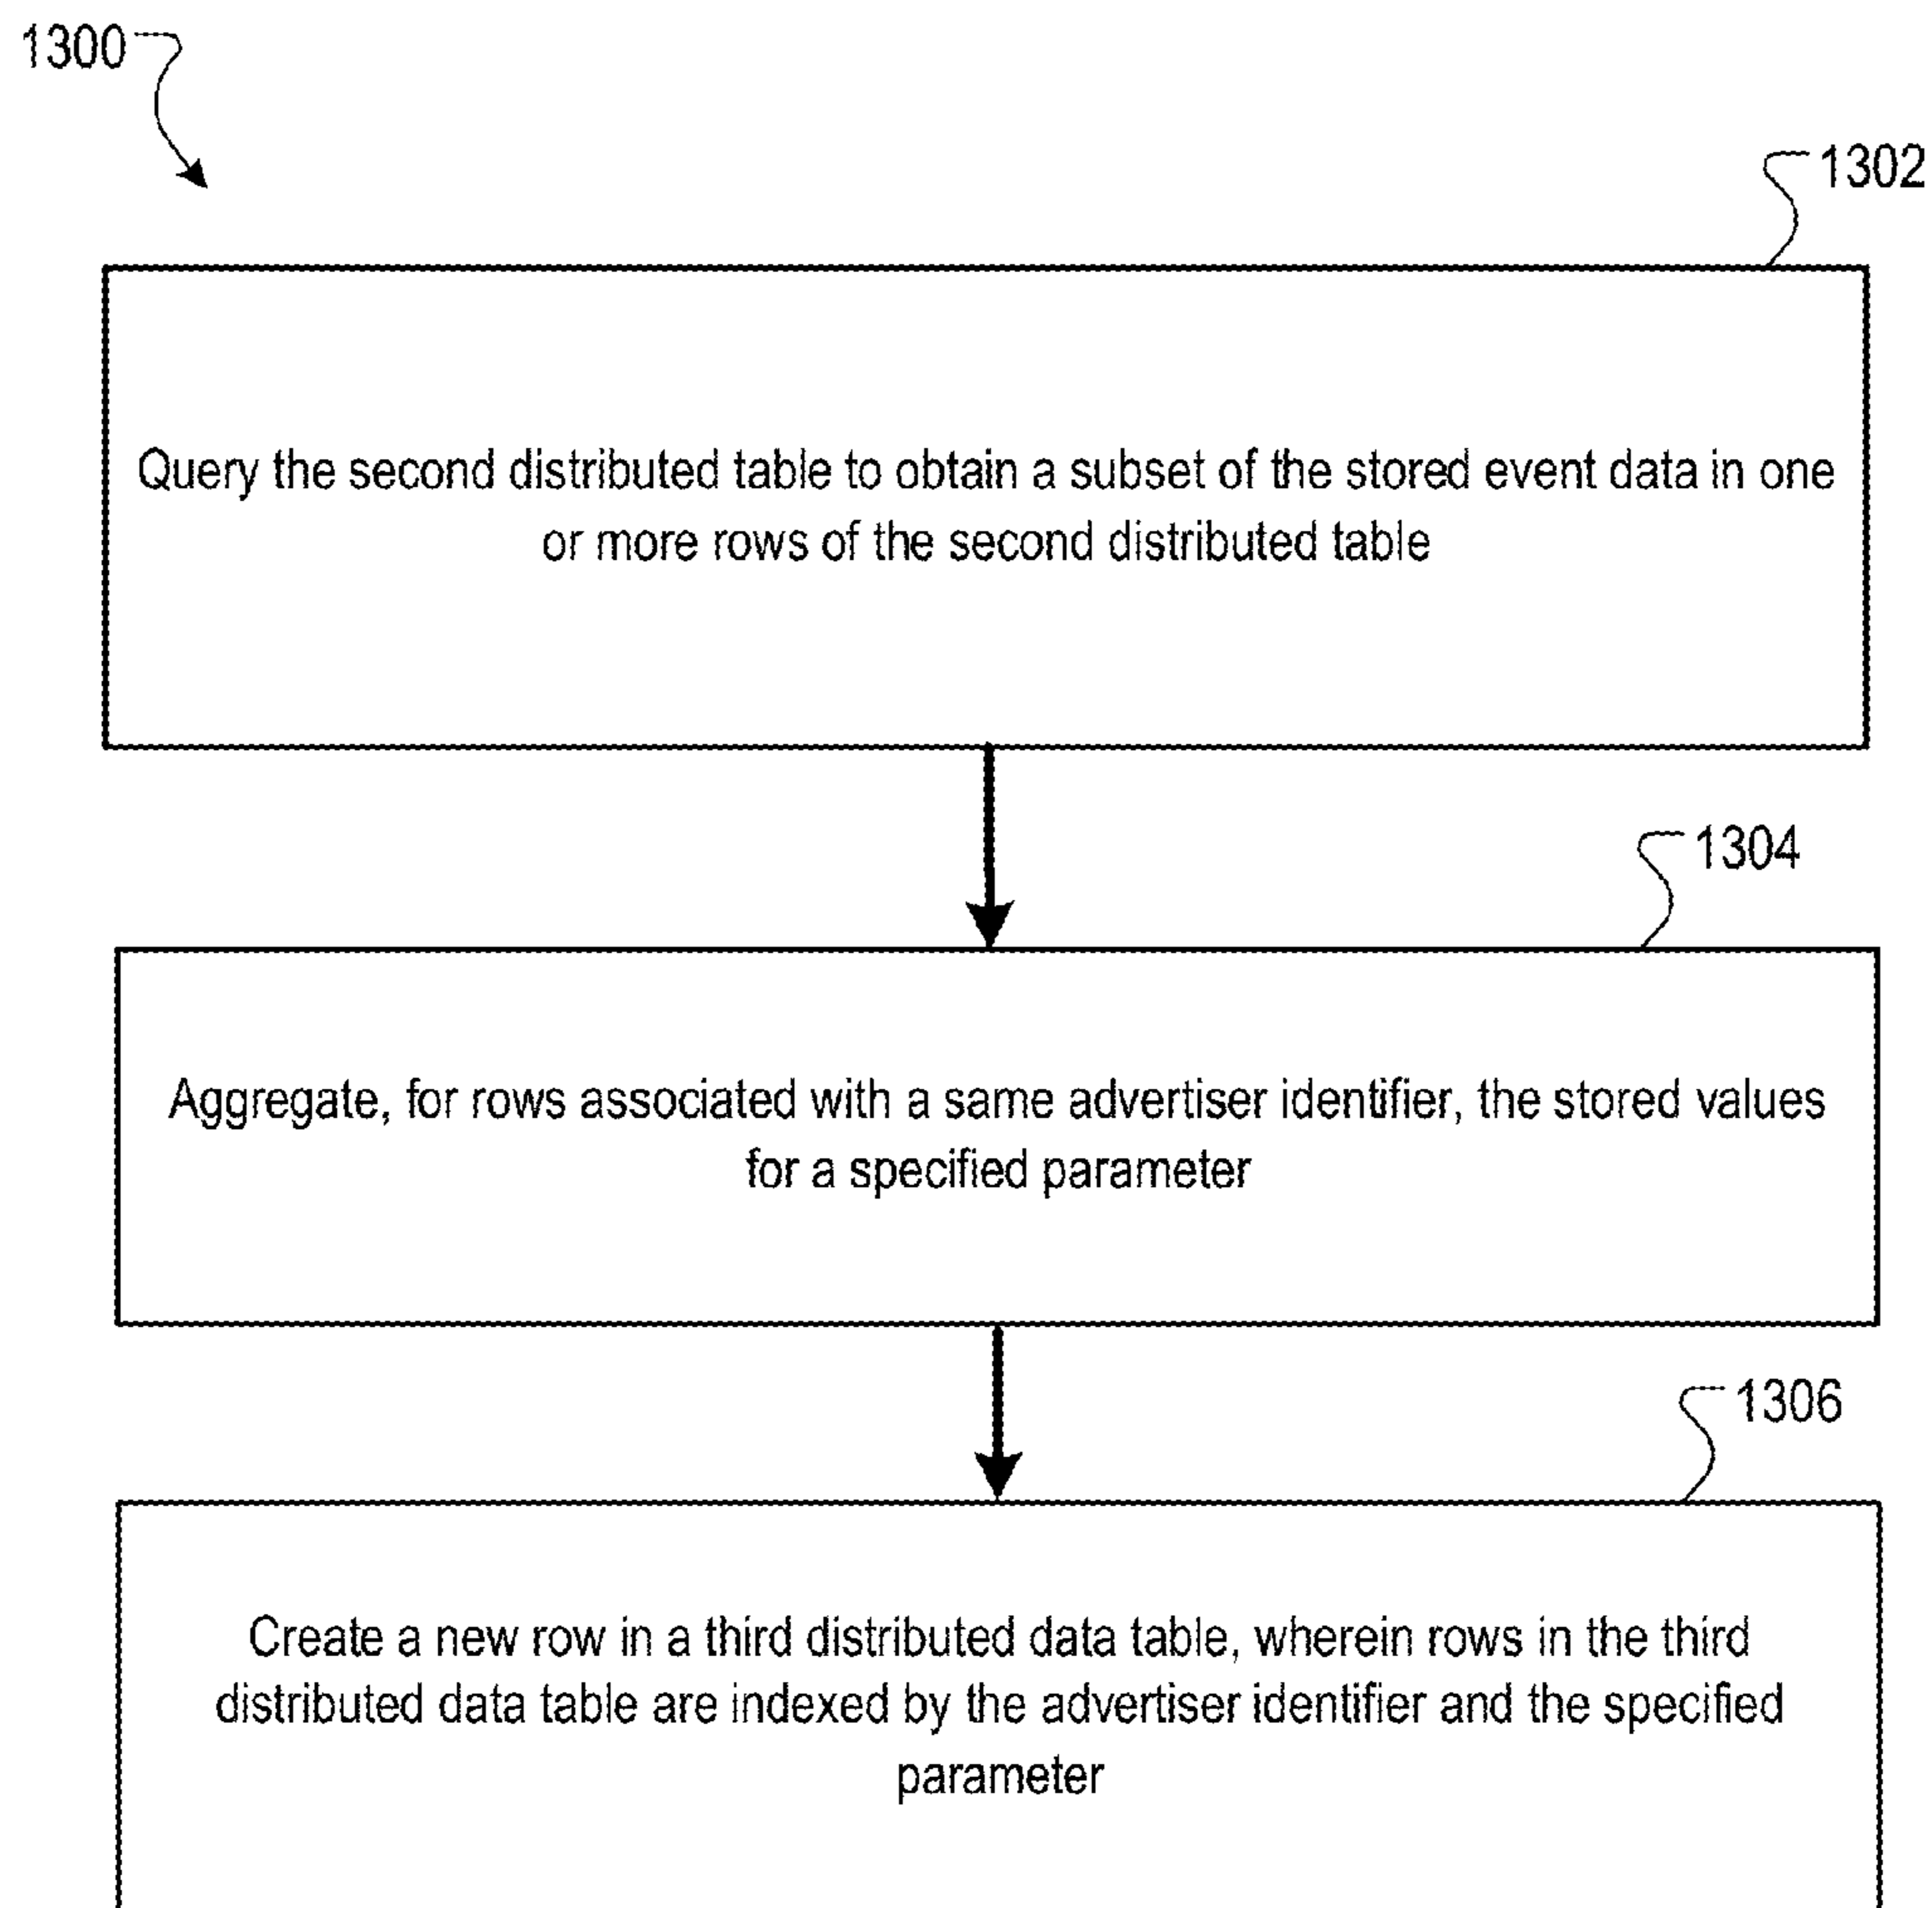 1300
1302
Query the second distributed table to obtain a subset of the stored event data in one
or more rows of the second distributed table
1304
Aggregate, for rows associated with a same advertiser identifier, the stored values
for a specified parameter
1306
Create a new row in a third distributed data table, wherein rows in the third
distributed data table are indexed by the advertiser identifier and the specified
parameter